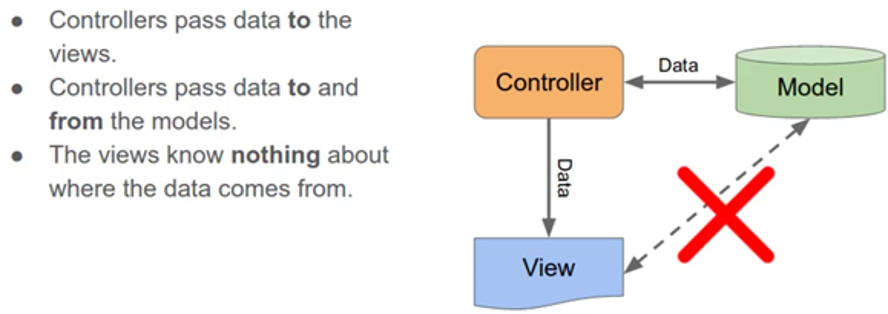 ● Controllers pass data to the
views.
● Controllers pass data to and
from the models.
● The views know nothing about
where the data comes from.
Controller
Data
Model
Data
View